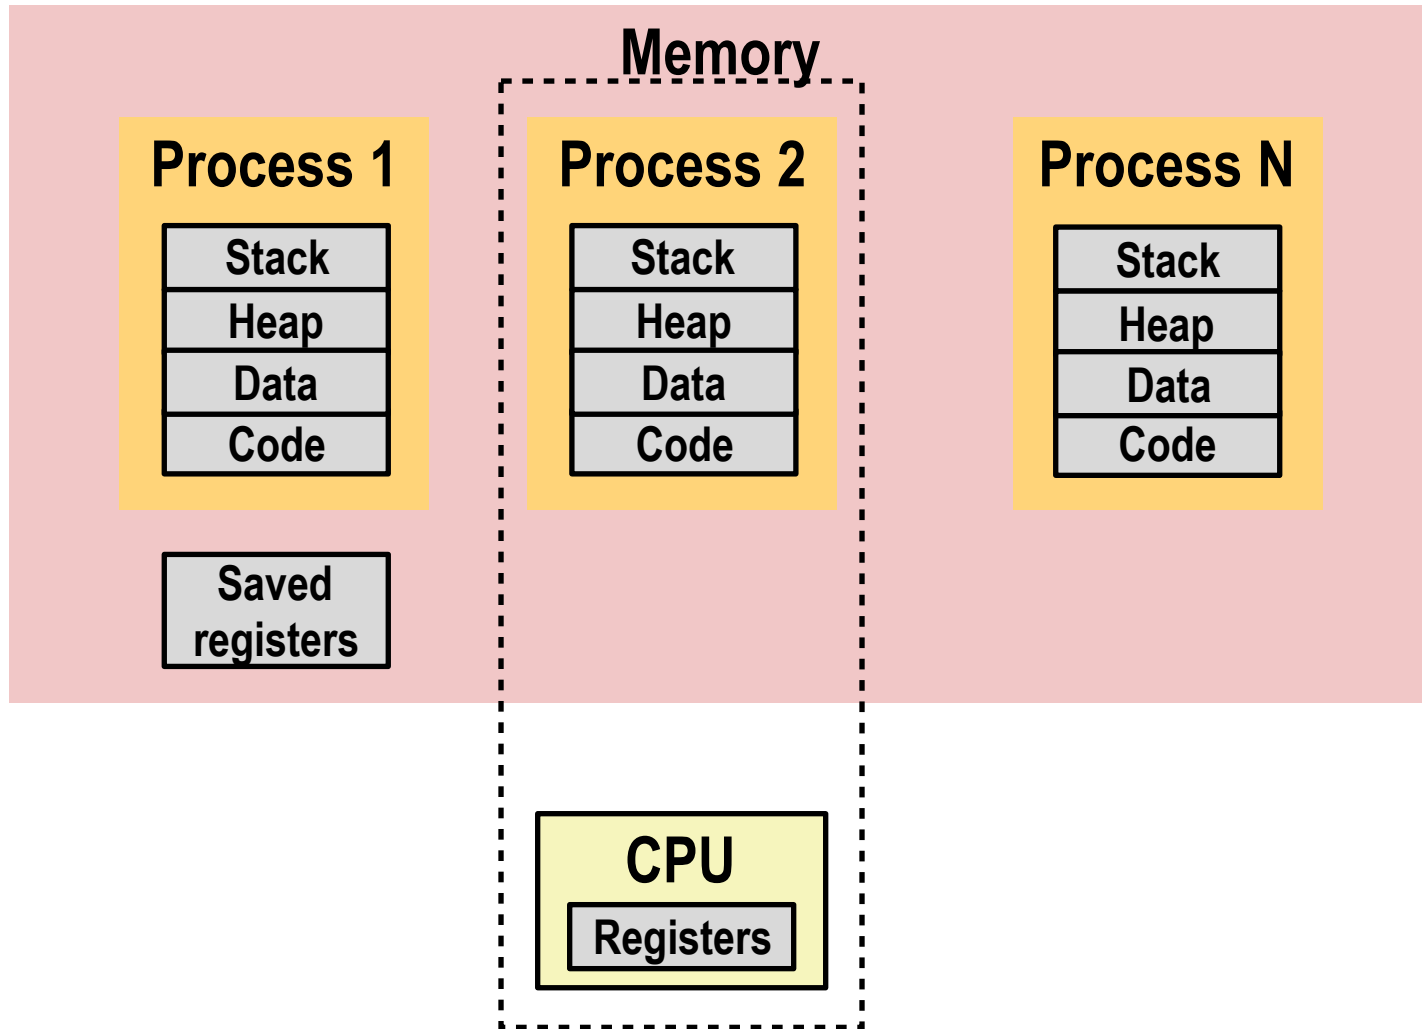 Memory
Process 1
Stack
Heap
Data
Code
Saved
registers
Process 2
Stack
Heap
Data
Code
Process N
Stack
Heap
Data
Code
CPU
Registers